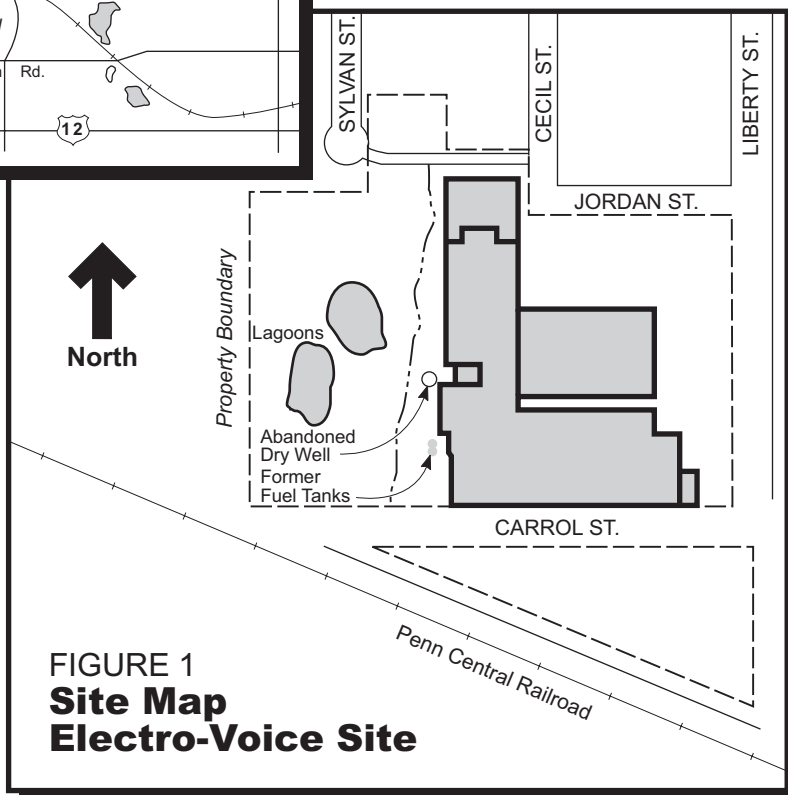 Rd.
12
SYLVAN ST.
CECIL ST.
LIBERTY ST.
JORDAN ST.
North
Property Boundary
Lagoons
Abandoned
Dry Well
Former
Fuel Tanks
CARROL ST.
Penn Central Railroad
FIGURE 1
Site Map
Electro-Voice Site